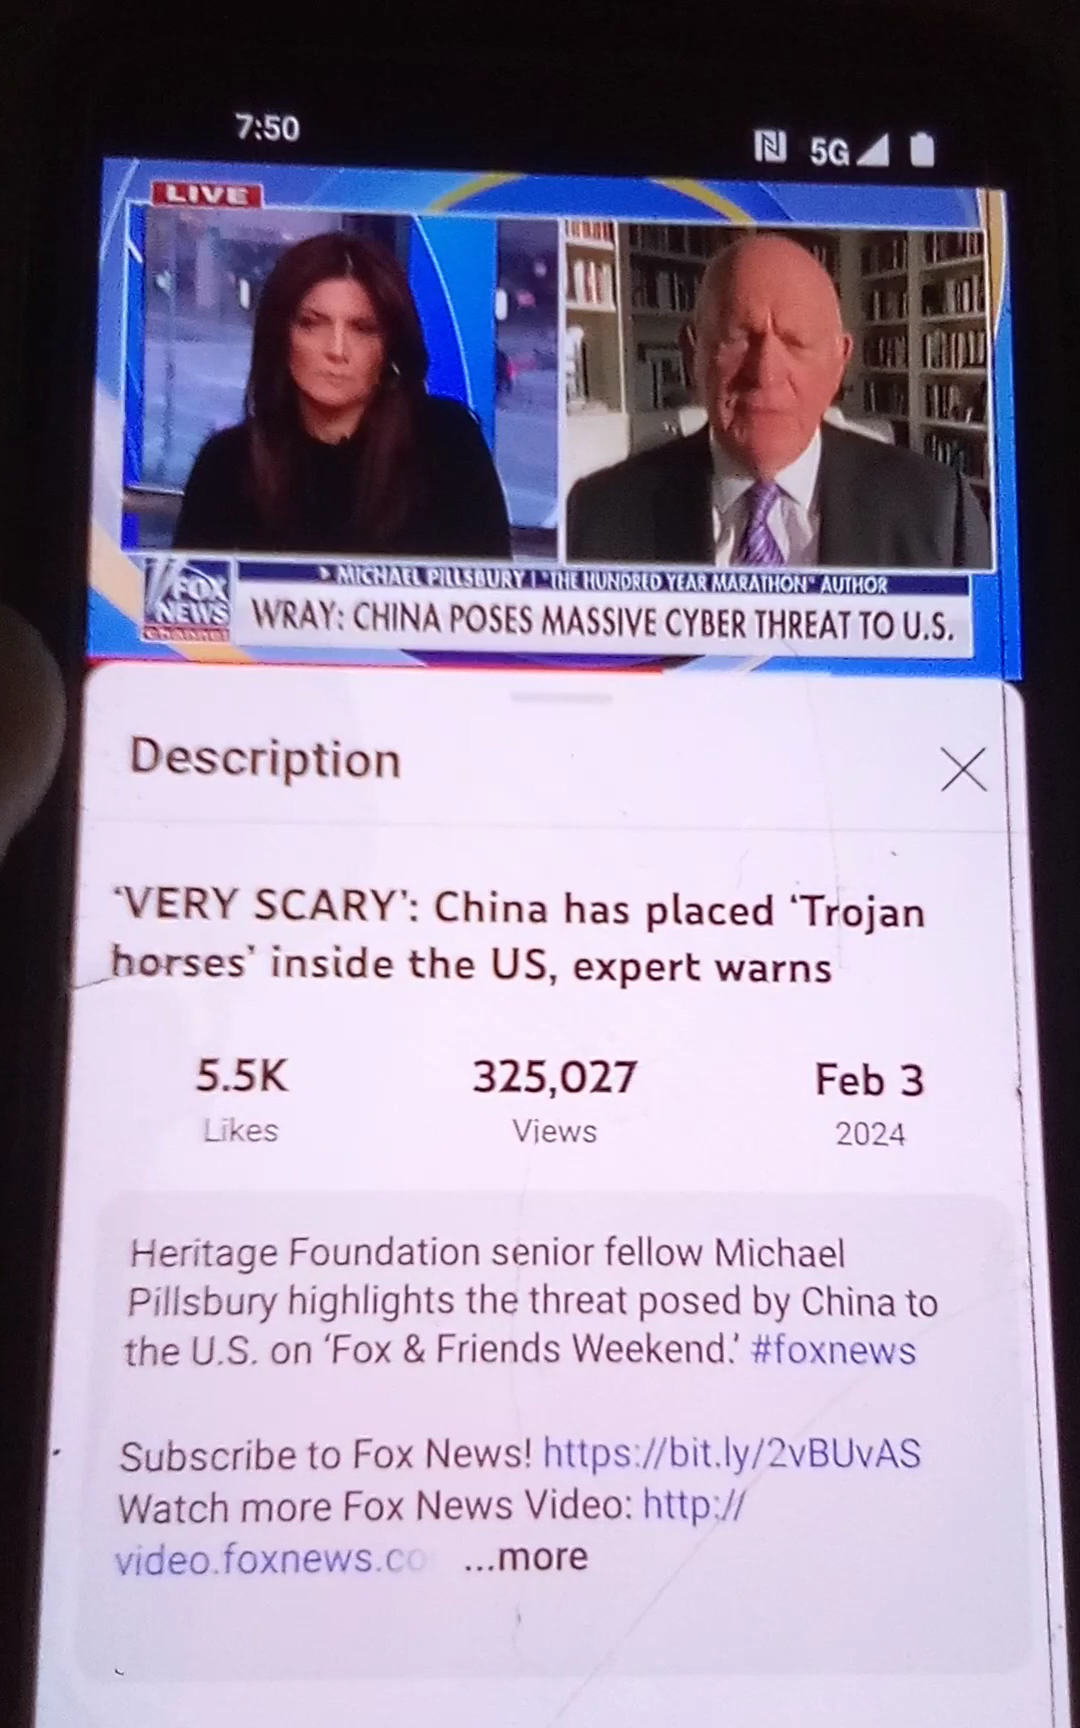 7:50
5G
LIVE
MICHAEL PILLSBURY | "THE HUNDRED YEAR MARATHON" AUTHOR
FOX
NEWS
channel
WRAY: CHINA POSES MASSIVE CYBER THREAT TO U.S.
Description
'VERY SCARY': China has placed 'Trojan
horses' inside the US, expert warns
5.5K 325,027 Feb 3
Likes Views 2024
Heritage Foundation senior fellow Michael
Pillsbury highlights the threat posed by China to
the U.S. on 'Fox & Friends Weekend.' #foxnews
Subscribe to Fox News! https://bit.ly/2vBUvAS
Watch more Fox News Video: http://
video.foxnews.co ...more